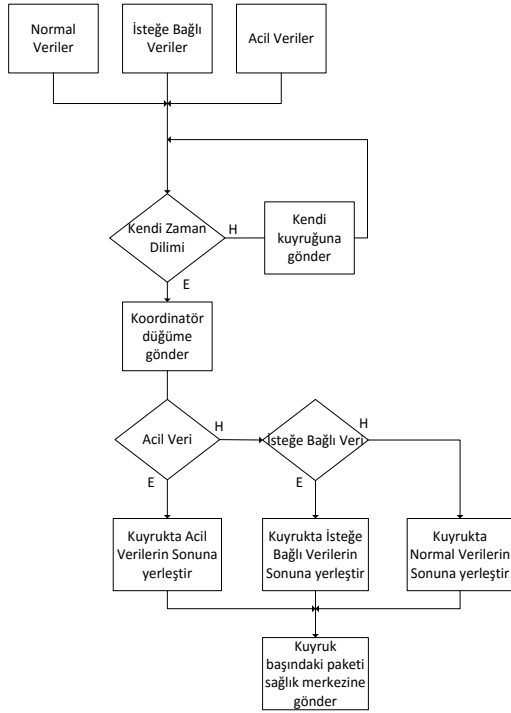 Normal
Veriler
İsteğe Bağlı
Veriler
Acil Veriler
Kendi Zaman
Dilimi
H
Kendi
kuyruğuna
gönder
E
Koordinatör
düğüme
gönder
Acil Veri
H
İsteğe Bağlı Veri
H
E
E
Kuyrukta Acil
Verilerin Sonuna
yerleştir
Kuyrukta İsteğe
Bağlı Verilerin
Sonuna yerleştir
Kuyrukta
Normal Verilerin
Sonuna yerleştir
Kuyruk
başındaki paketi
sağlık merkezine
gönder